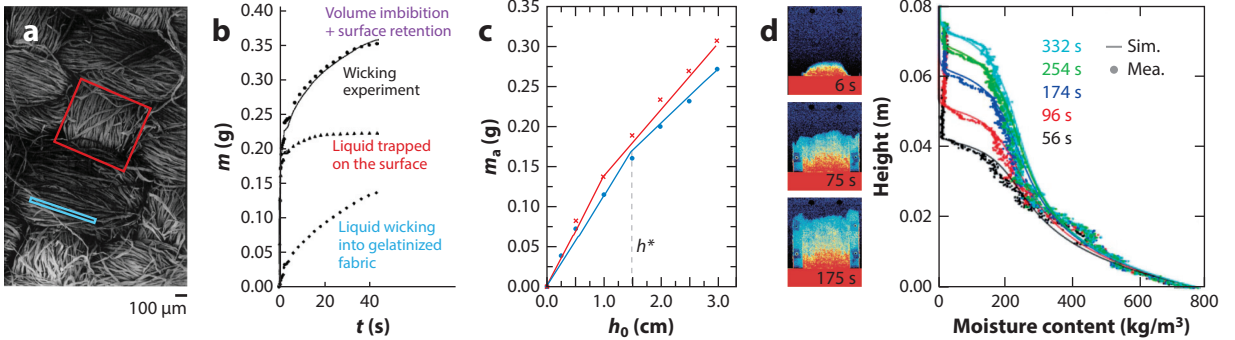 a
100 µm
b
m (g)
0.40
0.35
0.30
0.25
0.20
0.15
0.10
0.05
0.00
Volume imbibition
+ surface retention
Wicking
experiment
Liquid trapped
on the surface
Liquid wicking
into gelatinized
fabric
0 20 40 60
t (s)
c
mₐ (g)
0.35
0.30
0.25
0.20
0.15
0.10
0.05
0.00
h*
0.0 1.0 2.0 3.0
h₀ (cm)
d
6 s
75 s
175 s
Height (m)
0.08
0.06
0.04
0.02
0
332 s
254 s
174 s
96 s
56 s
Sim.
Mea.
0 200 400 600 800
Moisture content (kg/m³)